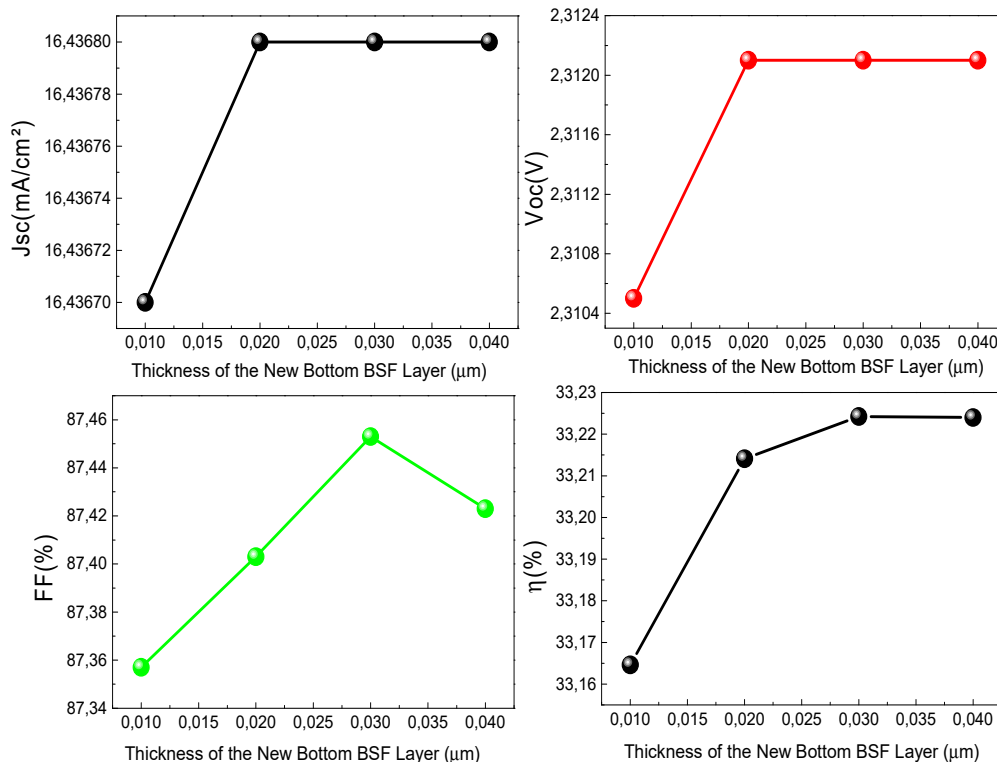 Jsc(mA/cm²)
16,43680
16,43678
16,43676
16,43674
16,43672
16,43670
0,010 0,015 0,020 0,025 0,030 0,035 0,040
Thickness of the New Bottom BSF Layer (μm)
Voc(V)
2,3124
2,3120
2,3116
2,3112
2,3108
2,3104
0,010 0,015 0,020 0,025 0,030 0,035 0,040
Thickness of the New Bottom BSF Layer (μm)
FF(%)
87,46
87,44
87,42
87,40
87,38
87,36
87,34
0,010 0,020 0,030 0,040
Thickness of the New Bottom BSF Layer (μm)
η(%)
33,23
33,22
33,21
33,20
33,19
33,18
33,17
33,16
0,010 0,015 0,020 0,025 0,030 0,035 0,040
Thickness of the New Bottom BSF Layer (μm)